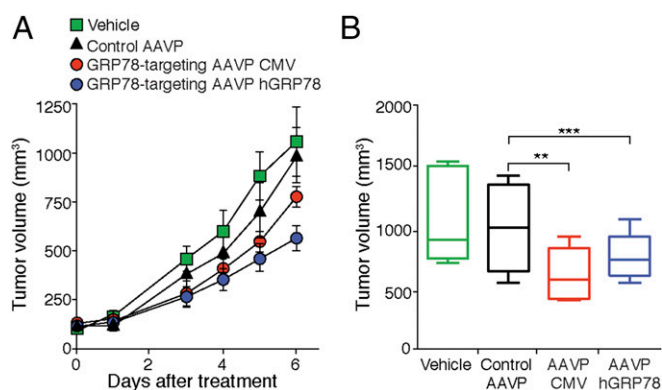 A
Vehicle
Control AAVP
GRP78-targeting AAVP CMV
GRP78-targeting AAVP hGRP78
Tumor volume (mm³)
1250
1000
750
500
250
0
0 2 4 6
Days after treatment
B
Tumor volume (mm³)
2000
1500
1000
500
0
***
**
Vehicle
Control AAVP
AAVP CMV
AAVP hGRP78